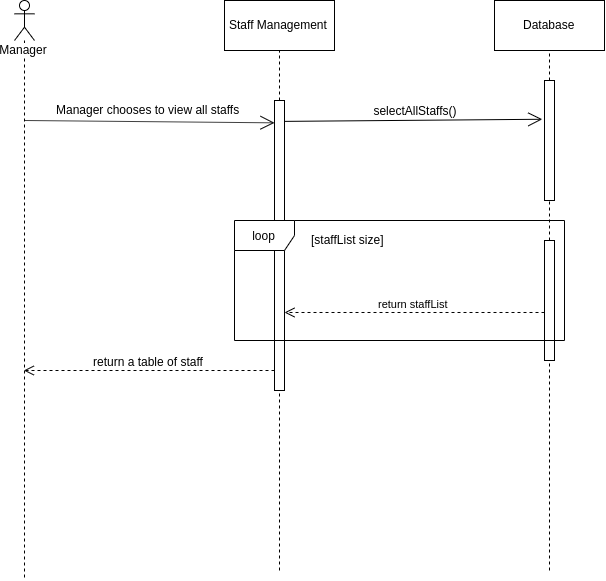 Manager
Staff Management
Database
Manager chooses to view all staffs
selectAllStaffs()
loop
[staffList size]
return staffList
return a table of staff